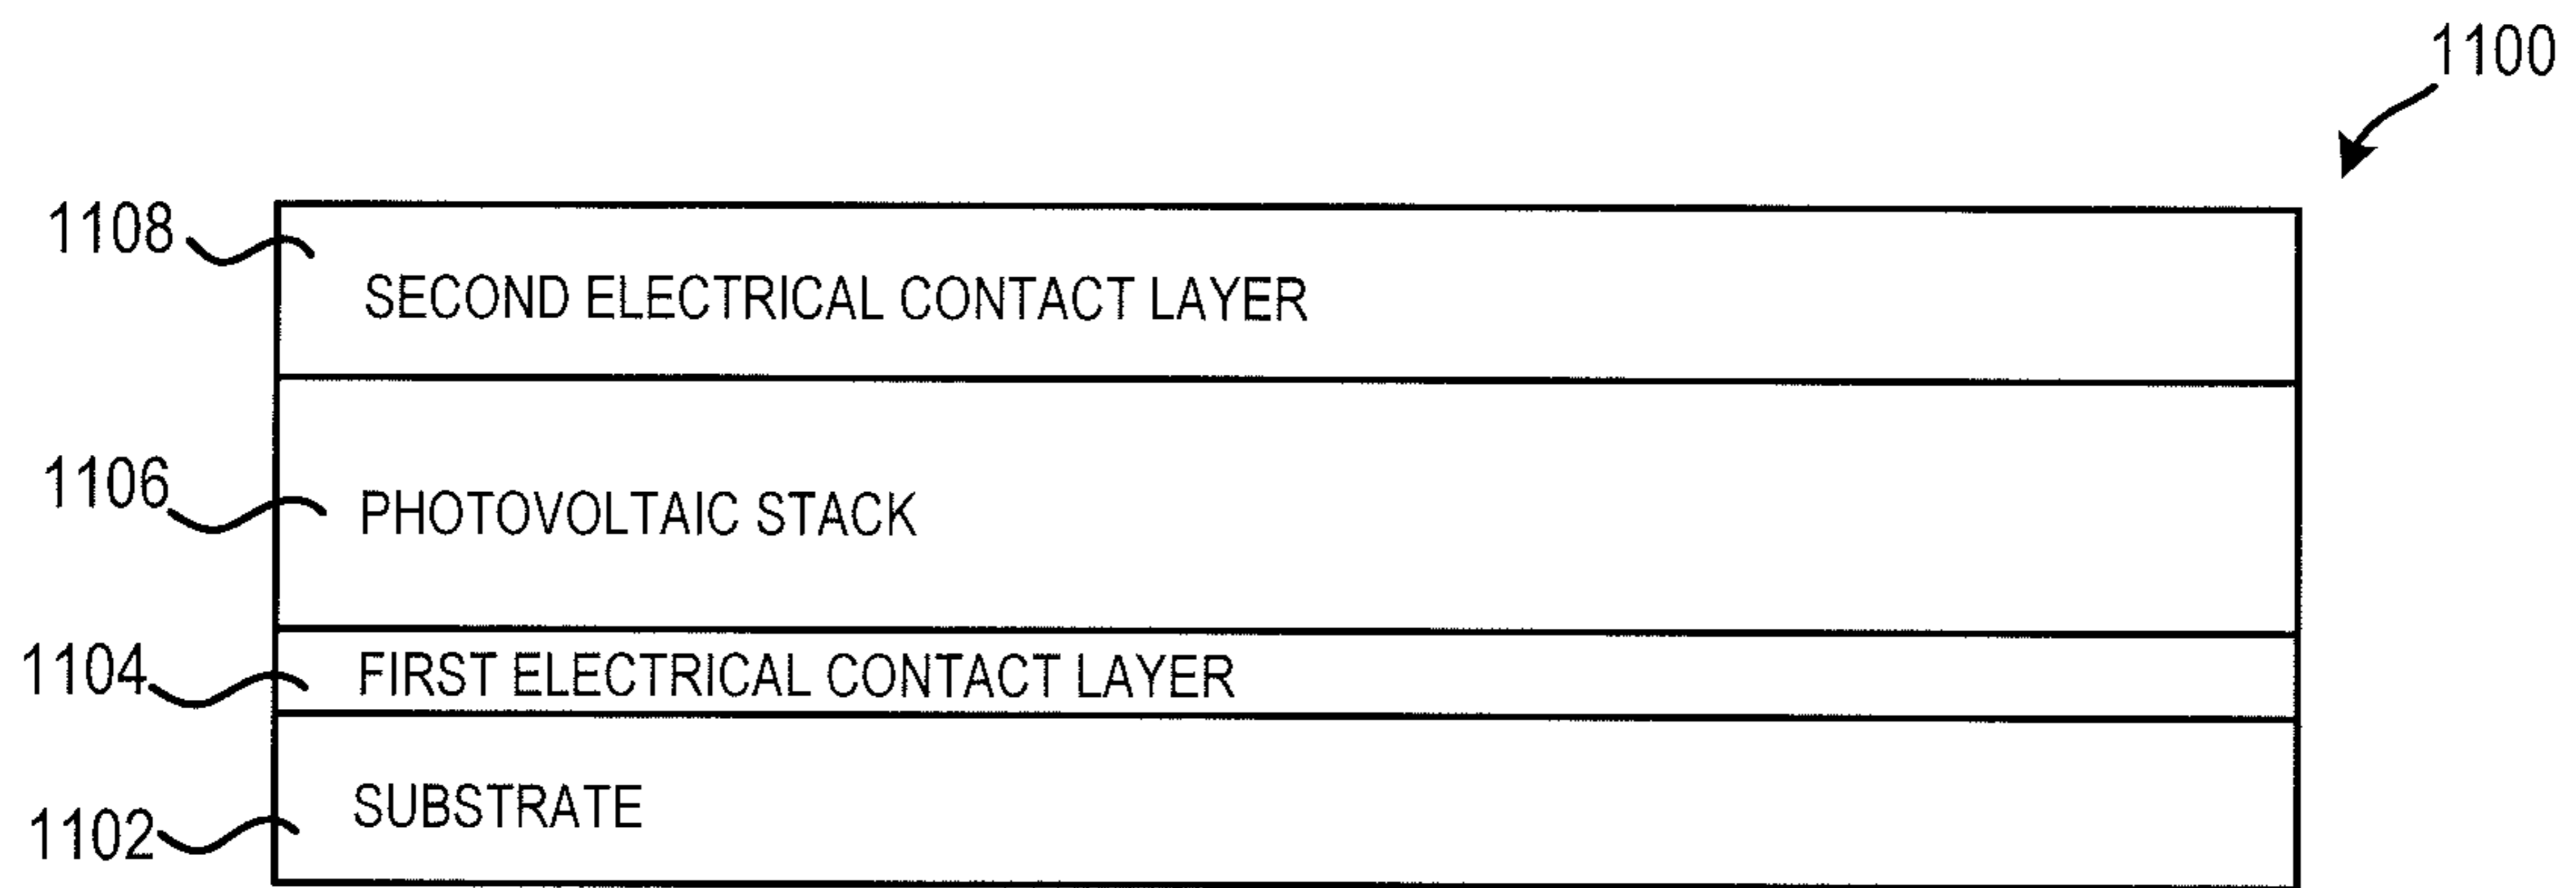 1100
1108
SECOND ELECTRICAL CONTACT LAYER
1106
PHOTOVOLTAIC STACK
1104
FIRST ELECTRICAL CONTACT LAYER
1102
SUBSTRATE